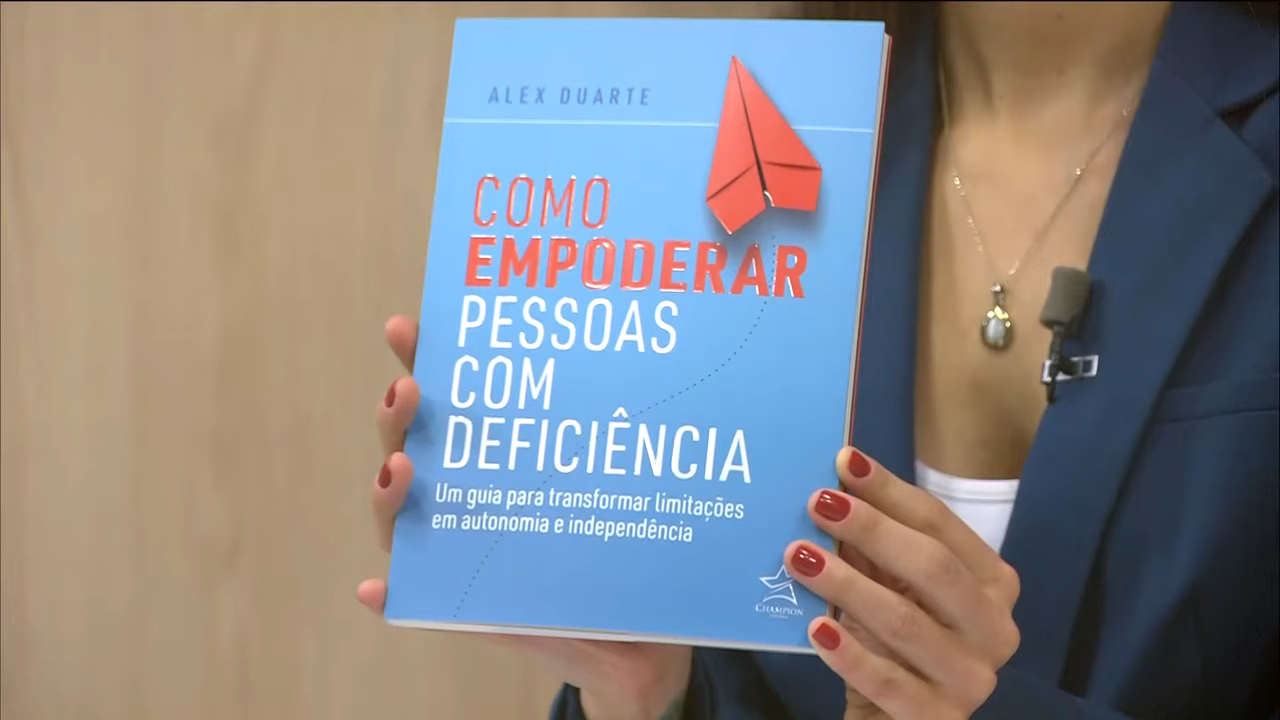 ALEX DUARTE
COMO
EMPODERAR
PESSOAS
COM
DEFICIÊNCIA
Um guia para transformar limitações
em autonomia e independência
CHAMPION